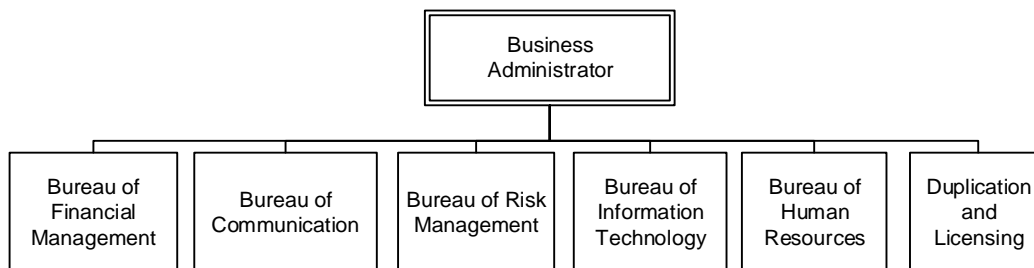 Business
Administrator
Bureau of
Financial
Management
Bureau of
Communication
Bureau of Risk
Management
Bureau of
Information
Technology
Bureau of
Human
Resources
Duplication
and
Licensing